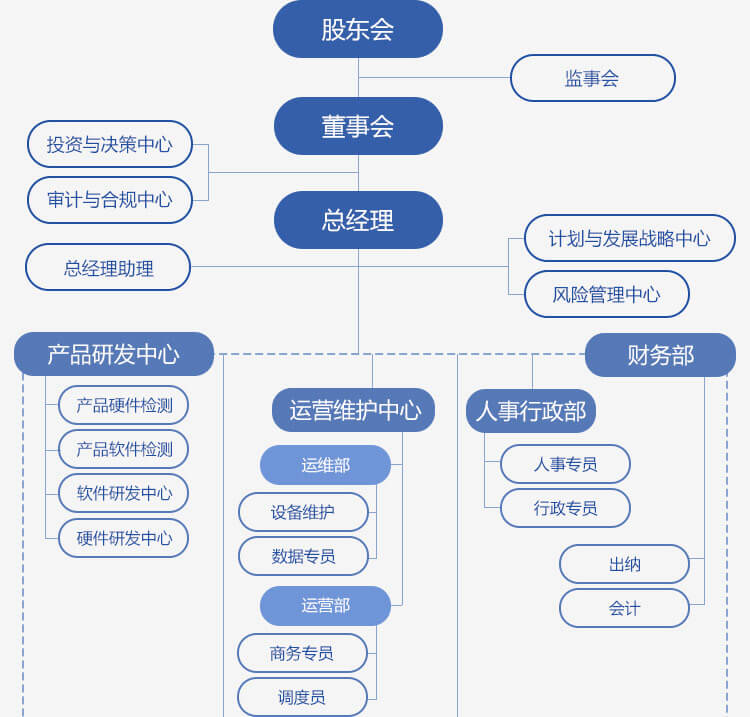 股东会
监事会
董事会
投资与决策中心
审计与合规中心
总经理
计划与发展战略中心
总经理助理
风险管理中心
产品研发中心
财务部
产品硬件检测
产品软件检测
软件研发中心
硬件研发中心
运营维护中心
运维部
设备维护
数据专员
运营部
商务专员
调度员
人事行政部
人事专员
行政专员
出纳
会计